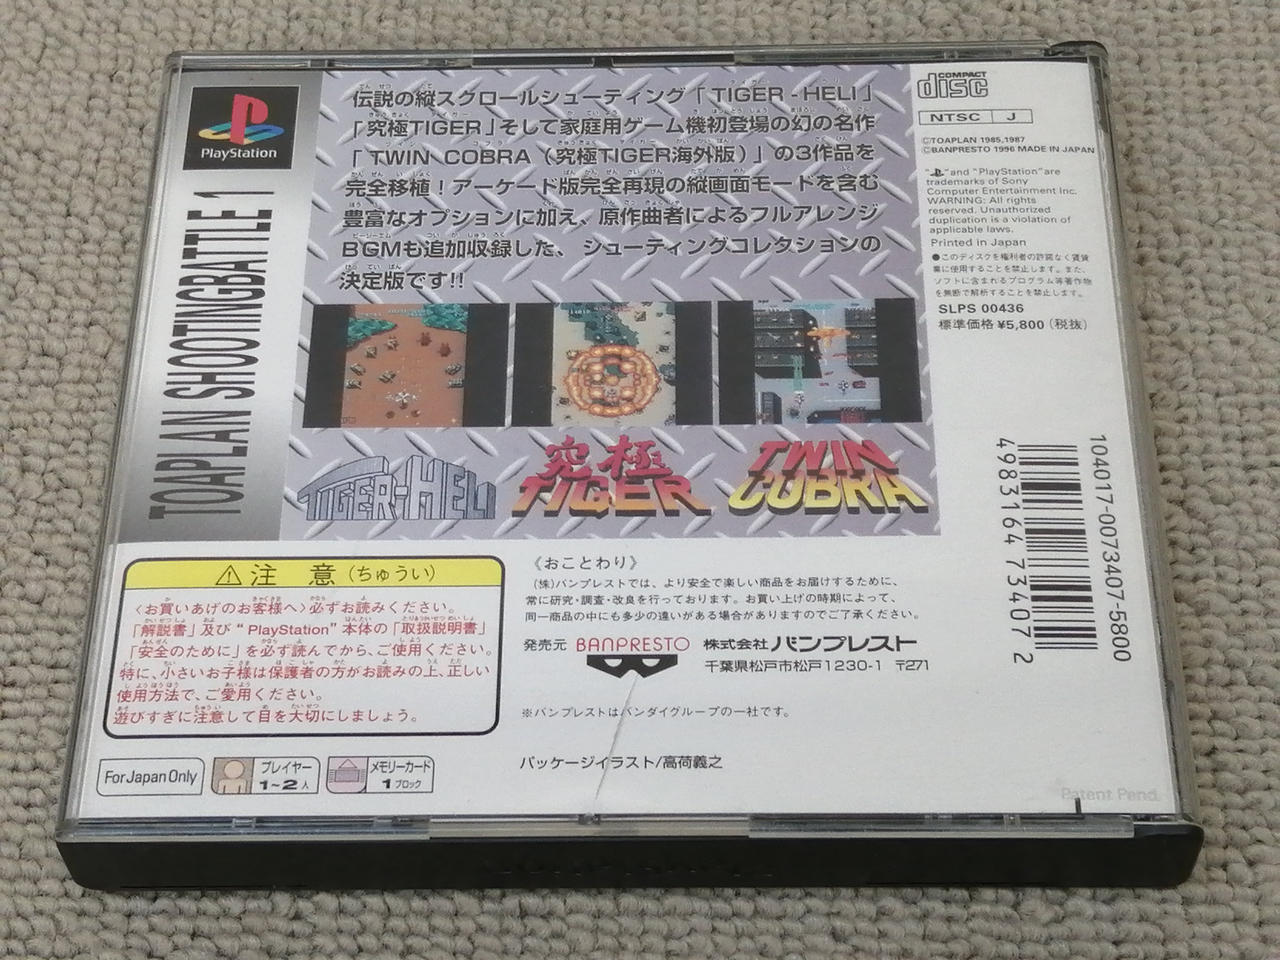 PlayStation
TOAPLAN SHOOTINGBATTLE 1
伝説の縦スクロールシューティング「TIGER-HELI」
「究極TIGER」そして家庭用ゲーム機初登場の幻の名作
「TWIN COBRA（究極TIGER海外版）」の3作品を
完全移植！アーケード版完全再現の縦画面モードを含む
豊富なオプションに加え、原作曲者によるフルアレンジ
BGMも追加収録した、シューティングコレクションの
決定版です!!
TIGER-HELI
究極TIGER
TWIN COBRA
COMPACT disc
NTSC J
©TOAPLAN 1985,1987
©BANPRESTO 1996 MADE IN JAPAN
" " and "PlayStation" are
trademarks of Sony
Computer Entertainment Inc.
WARNING: All rights
reserved. Unauthorized
duplication is a violation of
applicable laws.
Printed in Japan
●このディスクを権利者の許諾なく賃貸
業に使用することを禁止します。また、
ソフトに含まれるプログラム等著作物
を無断で解析することを禁止します。
SLPS 00436
標準価格 ¥5,800（税抜）
104017-0073407-5800
4 983164 734072
⚠注 意（ちゅうい）
〈お買いあげのお客様へ〉必ずお読みください。
「解説書」及び"PlayStation"本体の「取扱説明書」
「安全のために」を必ず読んでから、ご使用ください。
特に、小さいお子様は保護者の方がお読みの上、正しい
使用方法で、ご愛用ください。
遊びすぎに注意して目を大切にしましょう。
《おことわり》
(株)バンプレストでは、より安全で楽しい商品をお届けするために、
常に研究・調査・改良を行っております。お買い上げの時期によって、
同一商品の中にも多少の違いがある場合がありますのでご了承ください。
発売元 BANPRESTO 株式会社バンプレスト
千葉県松戸市松戸1230-1 〒271
※バンプレストはバンダイグループの一社です。
パッケージイラスト/高荷義之
For Japan Only
プレイヤー
1~2人
メモリーカード
1ブロック
Patent Pend.